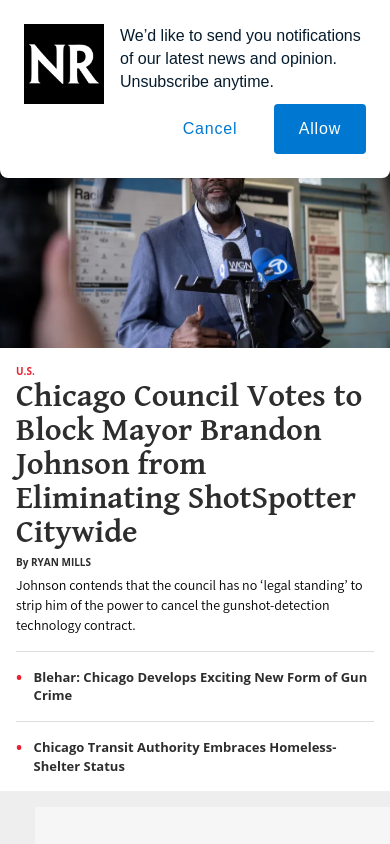 NR
We’d like to send you notifications
of our latest news and opinion.
Unsubscribe anytime.
Cancel
Allow
WGN
7
U.S.
Chicago Council Votes to
Block Mayor Brandon
Johnson from
Eliminating ShotSpotter
Citywide
By RYAN MILLS
Johnson contends that the council has no ‘legal standing’ to
strip him of the power to cancel the gunshot-detection
technology contract.
• Blehar: Chicago Develops Exciting New Form of Gun
Crime
• Chicago Transit Authority Embraces Homeless-
Shelter Status